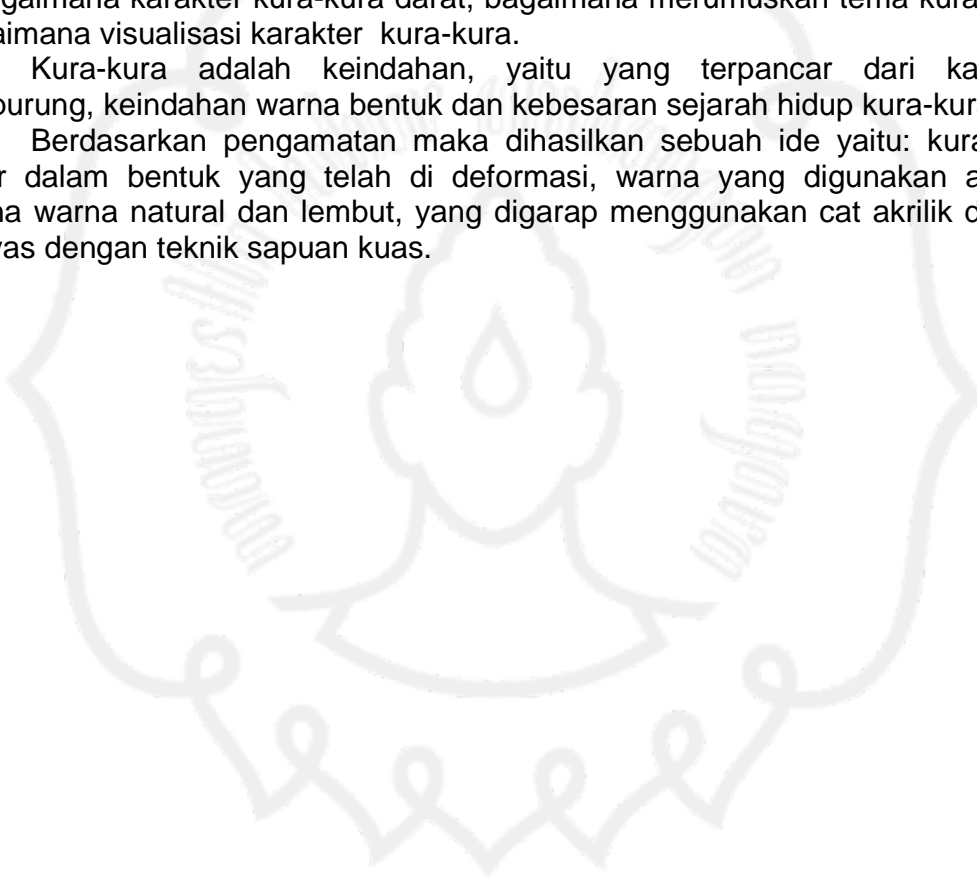 gaimana karakter kura-kura darat, bagaimana merumuskan tema kura
aimana visualisasi karakter kura-kura.
Kura-kura adalah keindahan, yaitu yang terpancar dari ka
purung, keindahan warna bentuk dan kebesaran sejarah hidup kura-kur
Berdasarkan pengamatan maka dihasilkan sebuah ide yaitu: kura
r dalam bentuk yang telah di deformasi, warna yang digunakan a
na warna natural dan lembut, yang digarap menggunakan cat akrilik d
vas dengan teknik sapuan kuas.